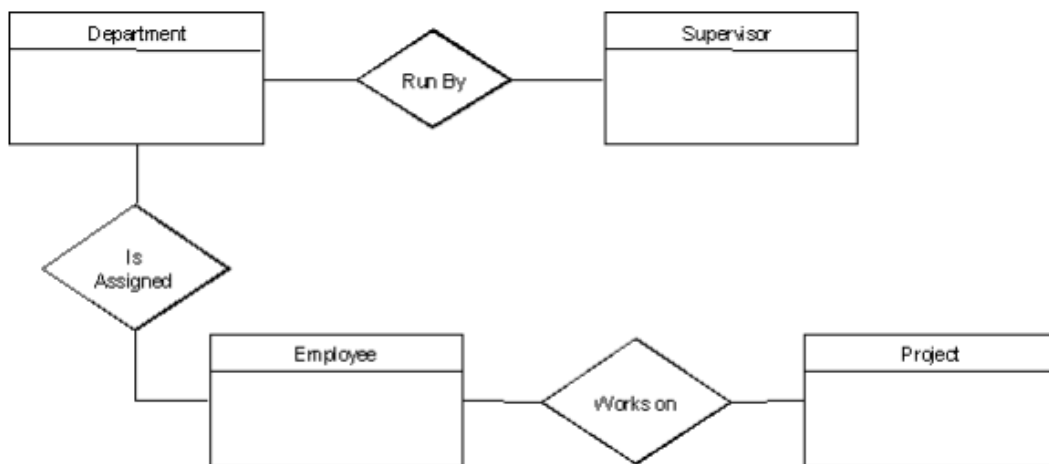 Department
Supervisor
Run By
Is
Assigned
Employee
Project
Works on